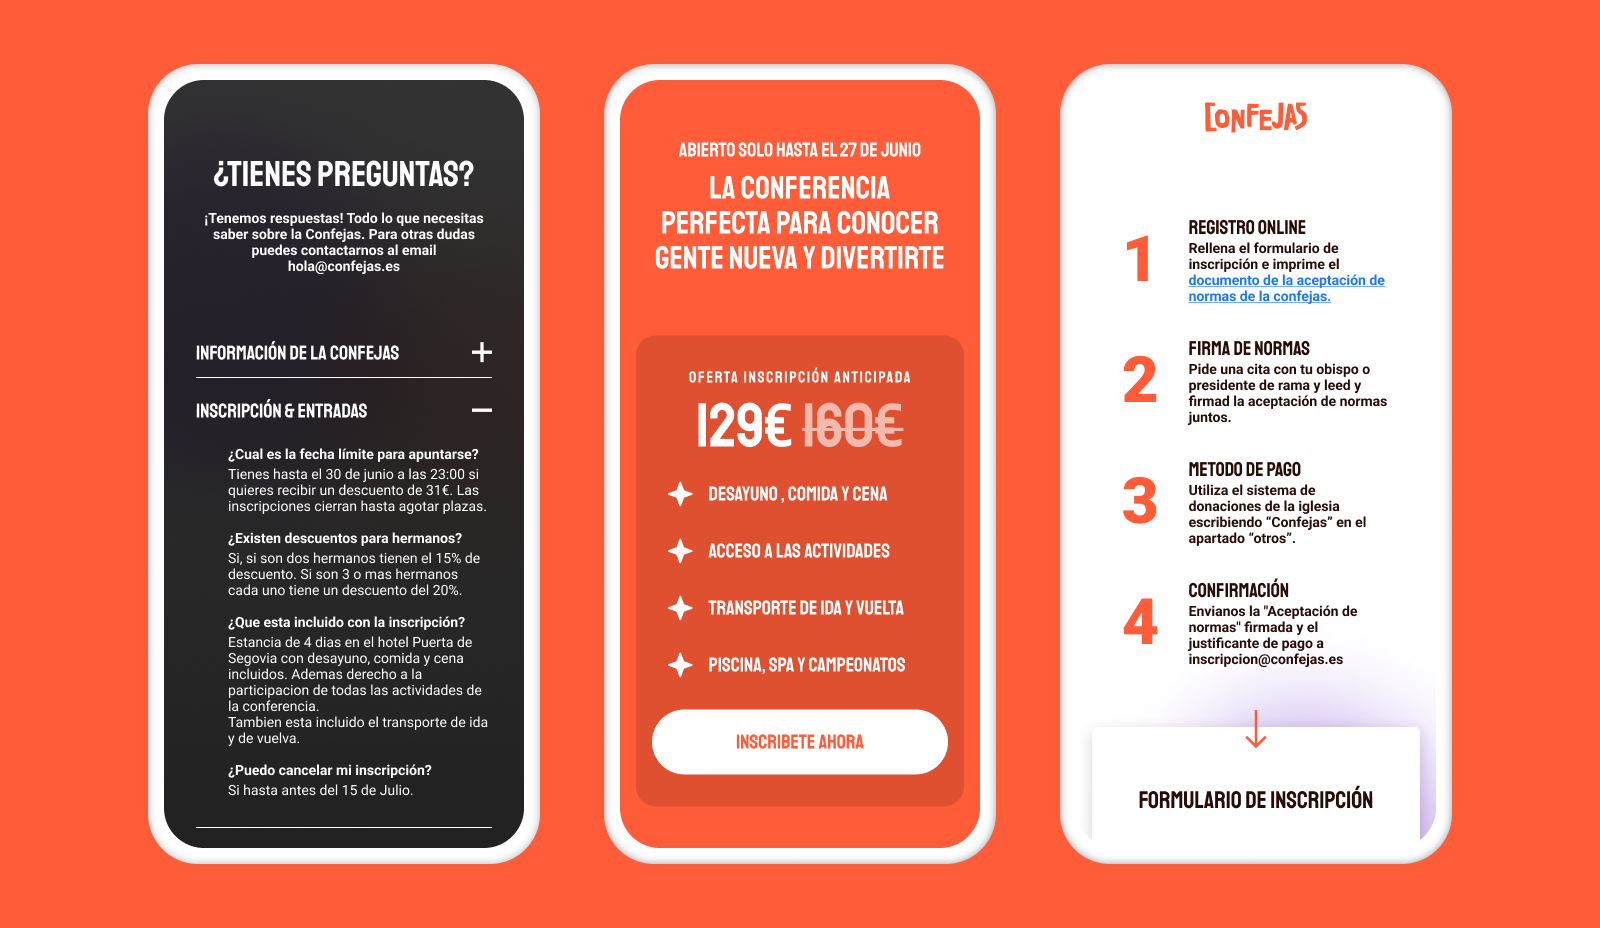 ¿TIENES PREGUNTAS?
¡Tenemos respuestas! Todo lo que necesitas
saber sobre la Confejas. Para otras dudas
puedes contactarnos al email
hola@confejas.es
INFORMACIÓN DE LA CONFEJAS
INSCRIPCIÓN & ENTRADAS
¿Cual es la fecha límite para apuntarse?
Tienes hasta el 30 de junio a las 23:00 si
quieres recibir un descuento de 31€. Las
inscripciones cierran hasta agotar plazas.
¿Existen descuentos para hermanos?
Si, si son dos hermanos tienen el 15% de
descuento. Si son 3 o mas hermanos
cada uno tiene un descuento del 20%.
¿Que esta incluido con la inscripción?
Estancia de 4 dias en el hotel Puerta de
Segovia con desayuno, comida y cena
incluidos. Ademas derecho a la
participacion de todas las actividades de
la conferencia.
Tambien esta incluido el transporte de ida
y de vuelva.
¿Puedo cancelar mi inscripción?
Si hasta antes del 15 de Julio.
ABIERTO SOLO HASTA EL 27 DE JUNIO
LA CONFERENCIA
PERFECTA PARA CONOCER
GENTE NUEVA Y DIVERTIRTE
OFERTA INSCRIPCIÓN ANTICIPADA
129€ 160€
DESAYUNO , COMIDA Y CENA
ACCESO A LAS ACTIVIDADES
TRANSPORTE DE IDA Y VUELTA
PISCINA, SPA Y CAMPEONATOS
INSCRIBETE AHORA
CONFEJAS
1
REGISTRO ONLINE
Rellena el formulario de
inscripción e imprime el
documento de la aceptación de
normas de la confejas.
2
FIRMA DE NORMAS
Pide una cita con tu obispo o
presidente de rama y leed y
firmad la aceptación de normas
juntos.
3
METODO DE PAGO
Utiliza el sistema de
donaciones de la iglesia
escribiendo “Confejas” en el
apartado “otros”.
4
CONFIRMACIÓN
Envianos la "Aceptación de
normas" firmada y el
justificante de pago a
inscripcion@confejas.es
FORMULARIO DE INSCRIPCIÓN